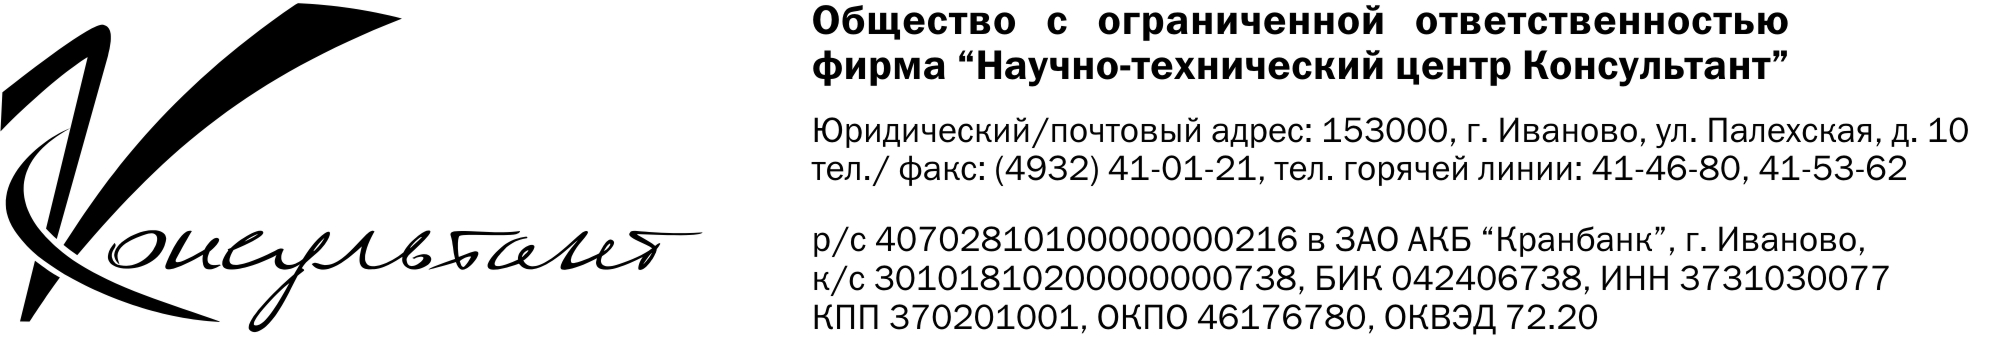 Консультант
Общество с ограниченной ответственностью
фирма “Научно-технический центр Консультант”
Юридический/почтовый адрес: 153000, г. Иваново, ул. Палехская, д. 10
тел./ факс: (4932) 41-01-21, тел. горячей линии: 41-46-80, 41-53-62
р/с 40702810100000000216 в ЗАО АКБ “Кранбанк”, г. Иваново,
к/с 30101810200000000738, БИК 042406738, ИНН 3731030077
КПП 370201001, ОКПО 46176780, ОКВЭД 72.20